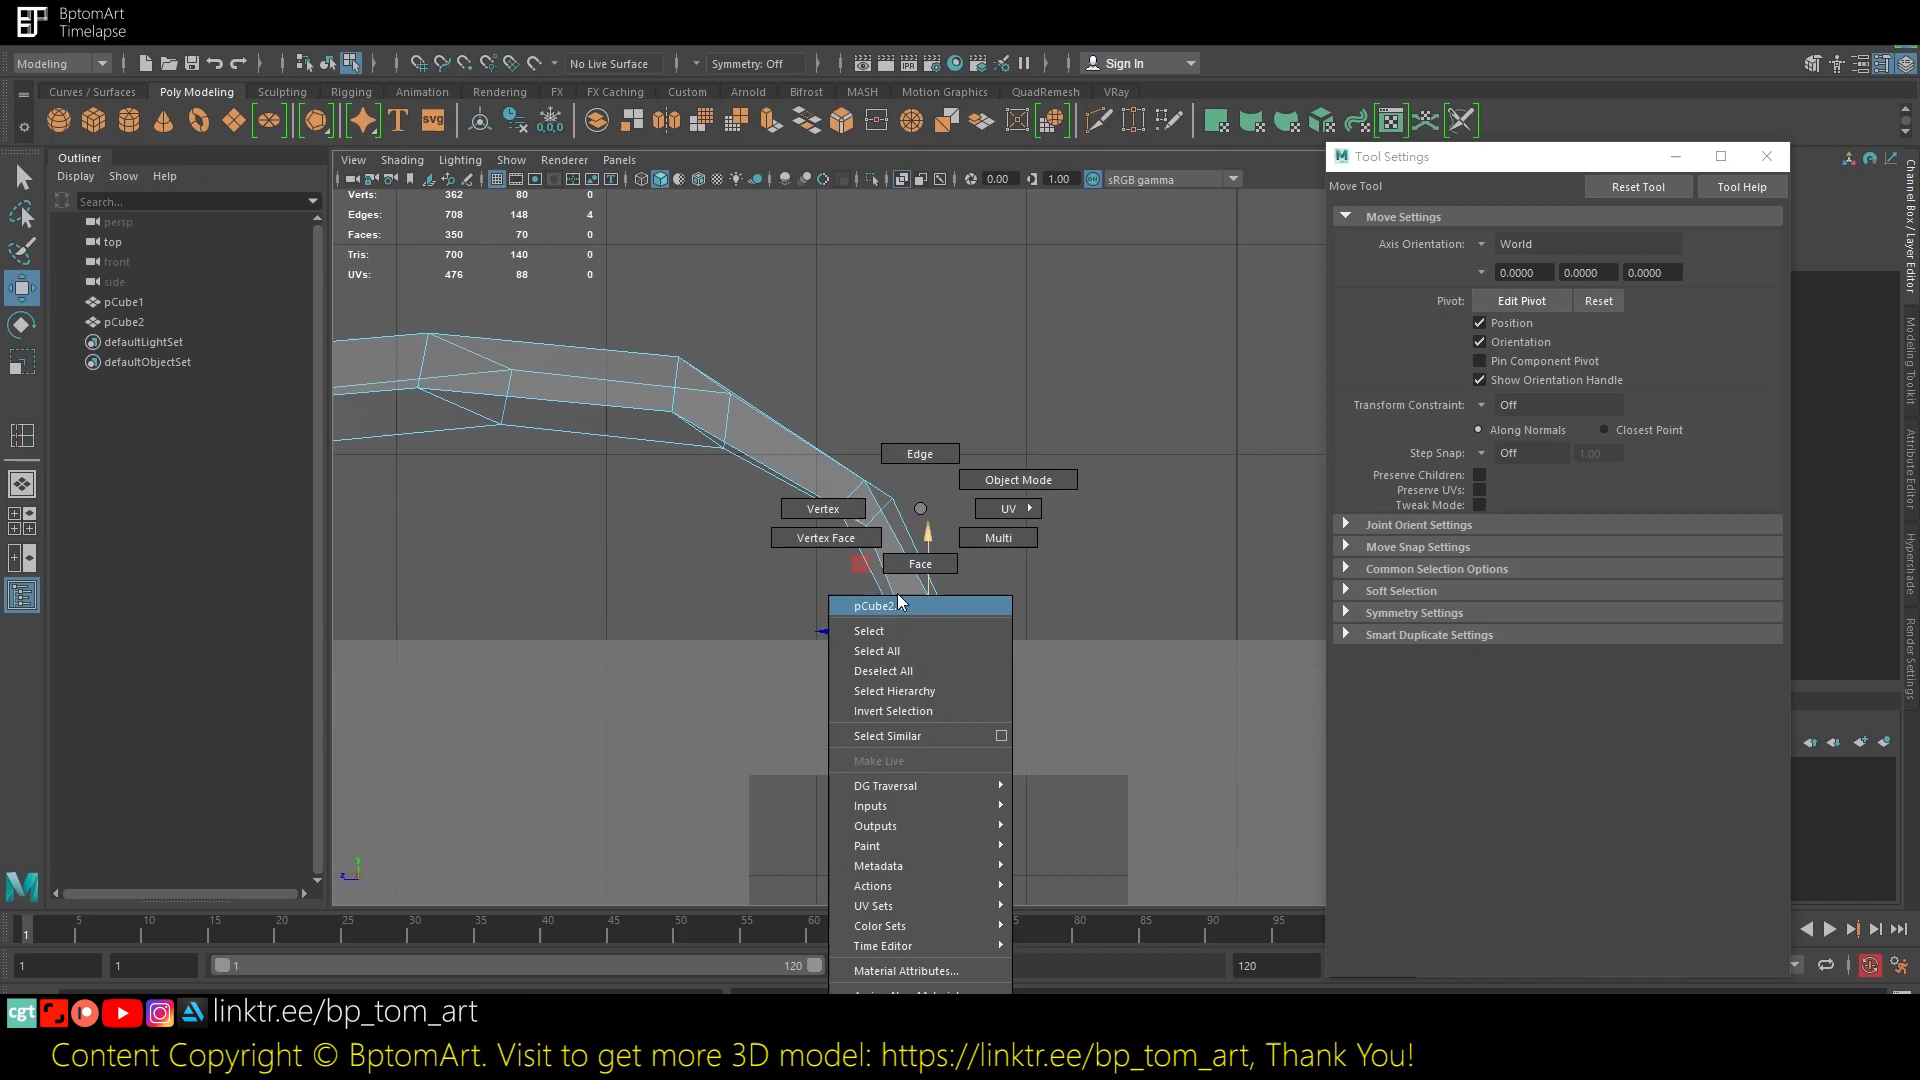 BptomArt
Timelapse
Modeling
No Live Surface
Symmetry: Off
Sign In
Curves / Surfaces
Poly Modeling
Sculpting
Rigging
Animation
Rendering
FX
FX Caching
Custom
Arnold
Bifrost
MASH
Motion Graphics
QuadRemesh
VRay
SVG
0,0,0
IPR
Outliner
Display
Show
Help
Search...
persp
top
front
side
pCube1
pCube2
defaultLightSet
defaultObjectSet
View
Shading
Lighting
Show
Renderer
Panels
0.00
1.00
sRGB gamma
Verts: 362 80 0
Edges: 708 148 4
Faces: 350 70 0
Tris: 700 140 0
UVs: 476 88 0
Edge
Object Mode
Vertex
UV
Vertex Face
Multi
Face
pCube2
Select
Select All
Deselect All
Select Hierarchy
Invert Selection
Select Similar
Make Live
DG Traversal
Inputs
Outputs
Paint
Metadata
Actions
UV Sets
Color Sets
Time Editor
Material Attributes...
y
z
Tool Settings
Move Tool
Reset Tool
Tool Help
Move Settings
Axis Orientation: World
0.0000 0.0000 0.0000
Pivot: Edit Pivot Reset
Position
Orientation
Pin Component Pivot
Show Orientation Handle
Transform Constraint: Off
Along Normals
Closest Point
Step Snap: Off 1.00
Preserve Children:
Preserve UVs:
Tweak Mode:
Joint Orient Settings
Move Snap Settings
Common Selection Options
Soft Selection
Symmetry Settings
Smart Duplicate Settings
Channel Box / Layer Editor
Modeling Toolkit
Attribute Editor
Hypershade
Render Settings
1 5 10 15 20 25 30 35 40 45 50 55 60 5 80 85 90 95
1 1 1 120 120
cgt
linktr.ee/bp_tom_art
Content Copyright © BptomArt. Visit to get more 3D model: https://linktr.ee/bp_tom_art, Thank You!